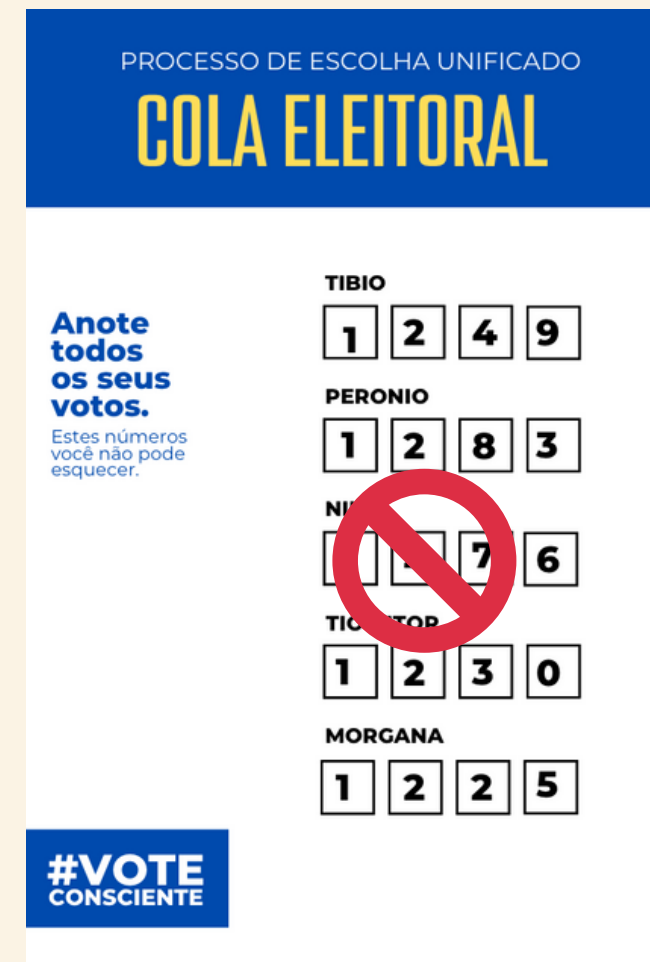 PROCESSO DE ESCOLHA UNIFICADO
COLA ELEITORAL
Anote
todos
os seus
votos.
Estes números
você não pode
esquecer.
TIBIO
1 2 4 9
PERONIO
1 2 8 3
7 6
1 2 3 0
MORGANA
1 2 2 5
#VOTE
CONSCIENTE